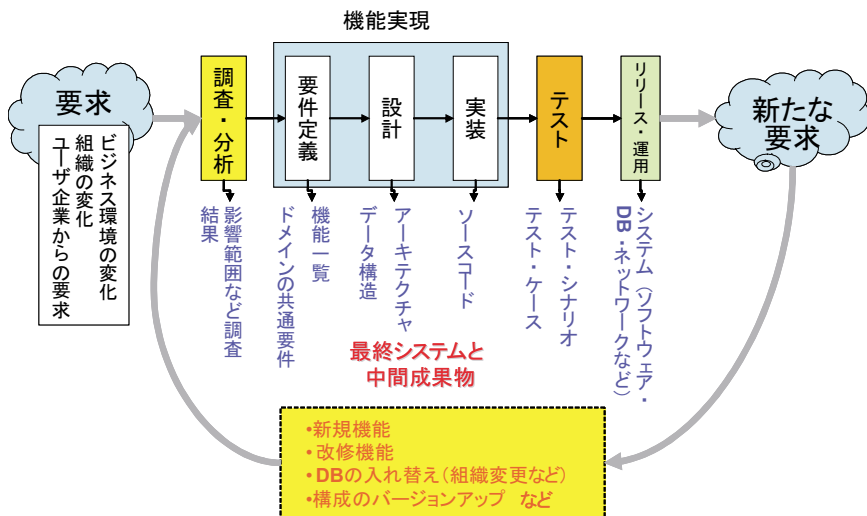 機能実現
要求
ビジネス環境の変化
組織の変化
ユーザ企業からの要求
調査・分析
要件定義
設計
実装
テスト
リリース・運用
新たな
要求
影響範囲など調査
結果
機能一覧
ドメインの共通要件
アーキテクチャ
データ構造
ソースコード
テスト・シナリオ
テスト・ケース
システム（ソフトウェア・
DB・ネットワークなど）
最終システムと
中間成果物
•新規機能
•改修機能
•DBの入れ替え（組織変更など）
•構成のバージョンアップ など